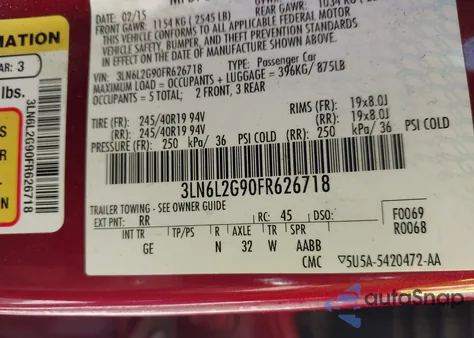 DATE: 02/15
FRONT GAWR: 1154 KG ( 2545 LB)
THIS VEHICLE CONFORMS TO ALL APPLICABLE FEDERAL MOTOR
VEHICLE SAFETY, BUMPER, AND THEFT PREVENTION STANDARDS IN
EFFECT ON THE DATE OF MANUFACTURE SHOWN ABOVE.
VIN: 3LN6L2G90FR626718 TYPE: Passenger Car
MAXIMUM LOAD = OCCUPANTS + LUGGAGE = 396KG/ 875LB
OCCUPANTS = 5 TOTAL; 2 FRONT, 3 REAR
TIRE (FR): 245/40R19 94V RIMS (FR): 19x8.0J
(RR): 245/40R19 94V (RR): 19x8.0J
PSI COLD (FR): 250 kPa/ 36 PSI COLD (RR): 250 kPa/ 36 PSI COLD
3LN6L2G90FR626718
TRAILER TOWING - SEE OWNER GUIDE
EXT PNT: RR RC: 45 DSO: F0069
R0068
INT TR TP/PS R AXLE TR SPR
GE N 32 W AABB
CMC 5U5A-5420472-AA
MATION
AR: 3
lbs.
3LN6L2G90FR626718
autoSnap